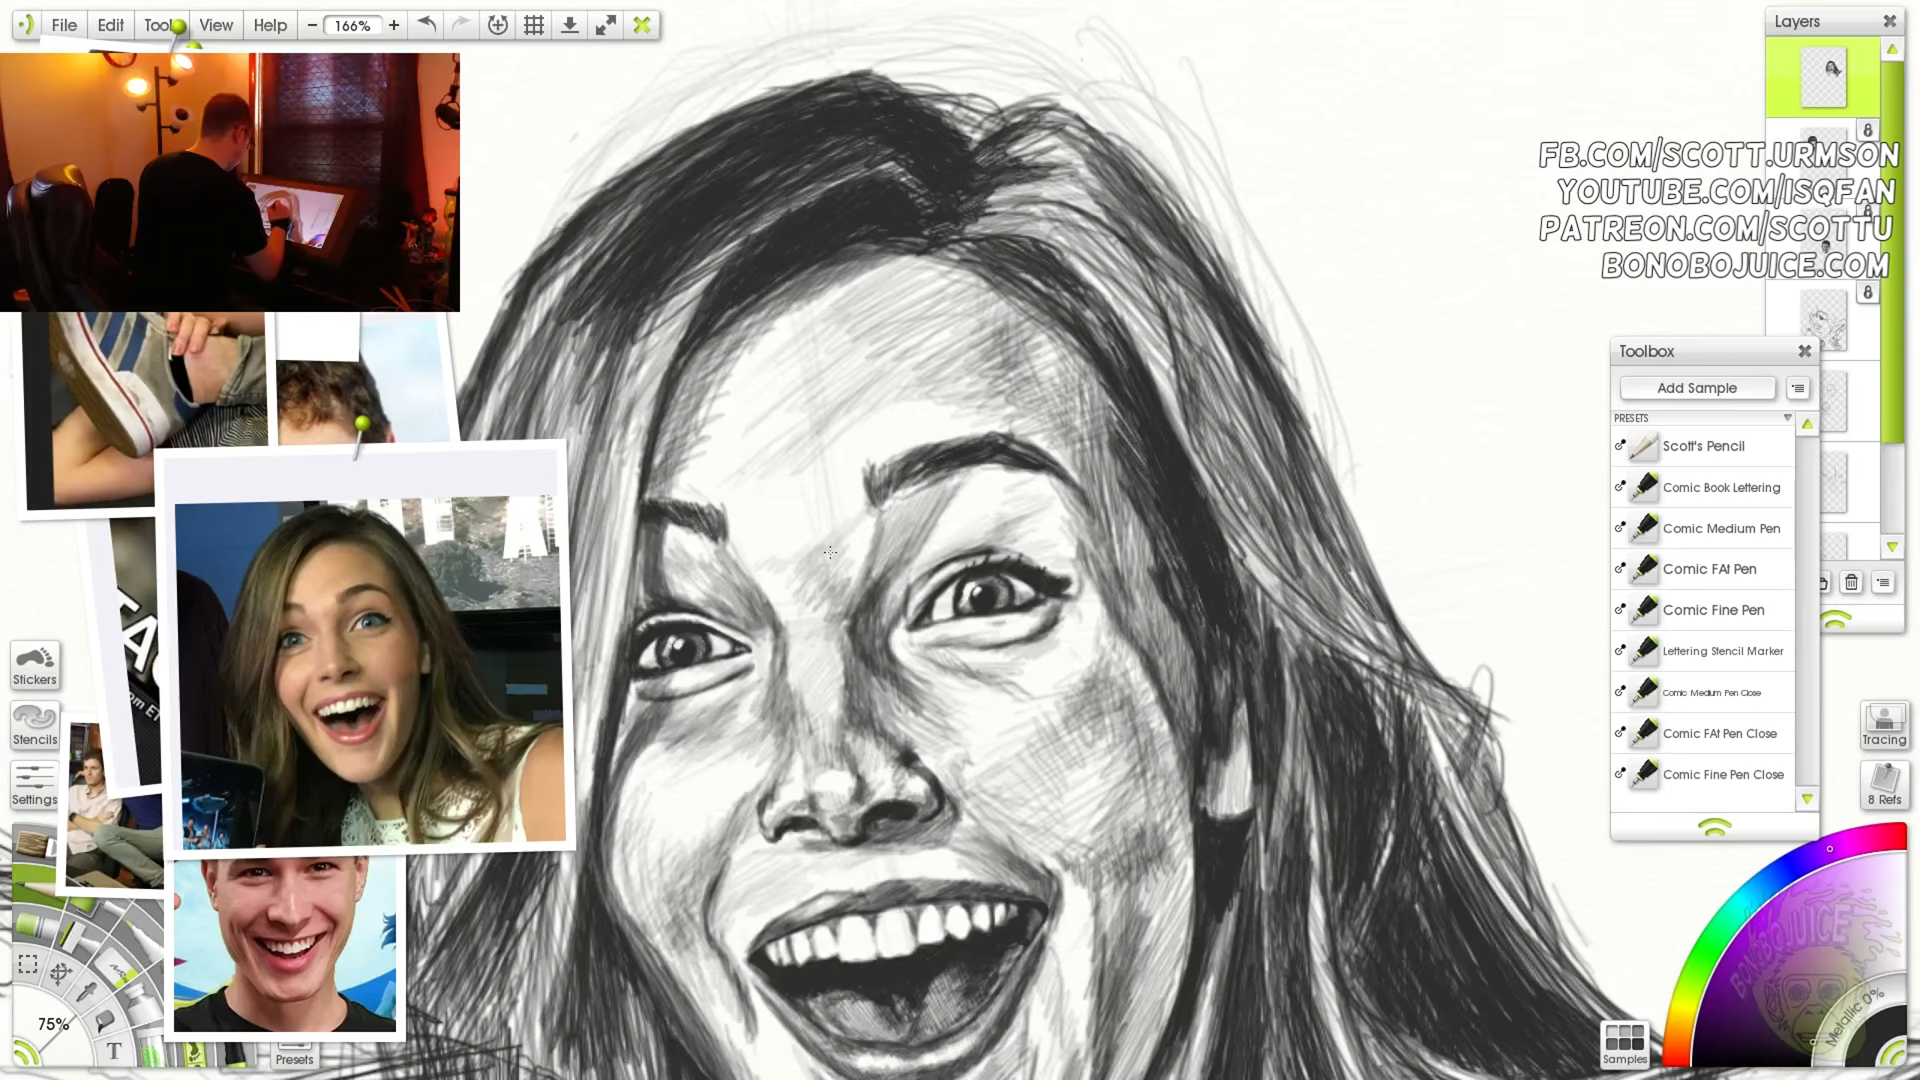 File Edit Tool View Help 166%
Layers
FB.COM/SCOTT.URMSON
YOUTUBE.COM/ISQFAN
PATREON.COM/SCOTTU
BONOBOJUICE.COM
Toolbox
Add Sample
PRESETS
Scott's Pencil
Comic Book Lettering
Comic Medium Pen
Comic FAt Pen
Comic Fine Pen
Lettering Stencil Marker
Comic Medium Pen Close
Comic FAt Pen Close
Comic Fine Pen Close
Stickers
Stencils
Settings
75%
T
Presets
Tracing
8 Refs
BONOBOJUICE
Metallic 0%
Samples